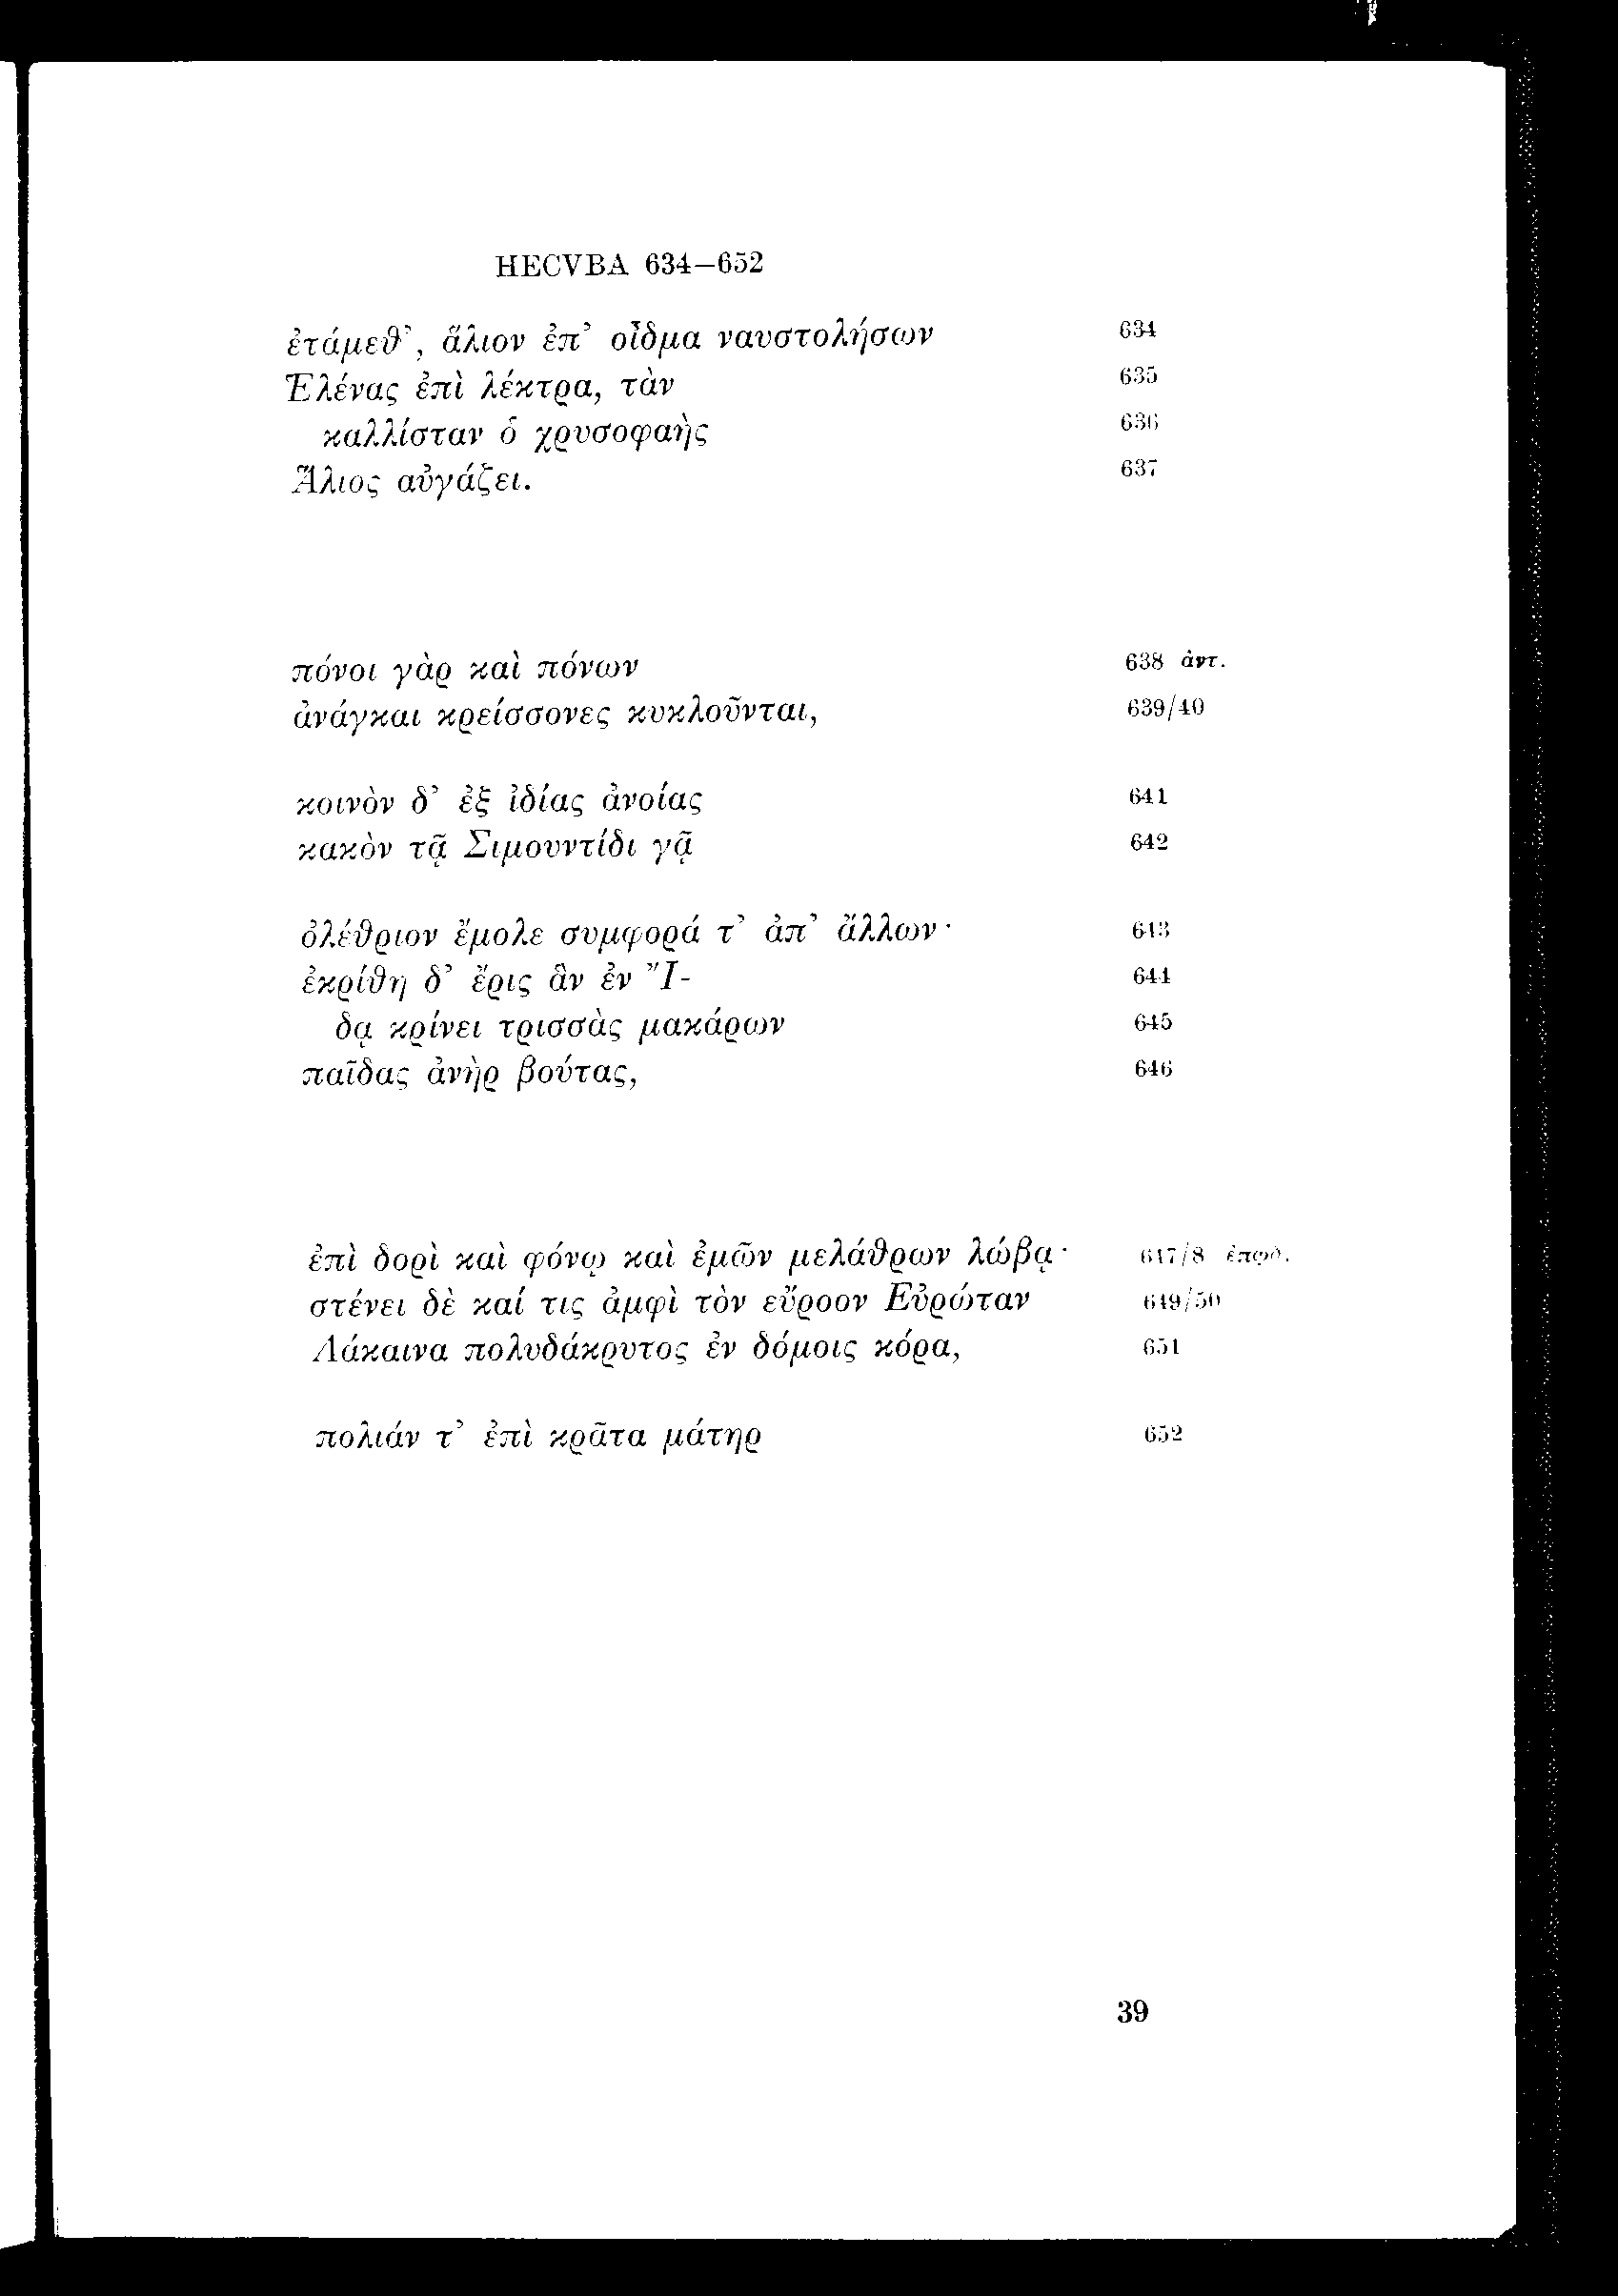 HECVBA 634–652
ἐτάμεθ’, ἅλιον ἐπ’ οἶδμα ναυστολήσων 634
Ἑλένας ἐπὶ λέκτρα, τὰν 635
καλλίσταν ὁ χρυσοφαὴς 636
Ἅλιος αὐγάζει. 637
πόνοι γὰρ καὶ πόνων 638 ἀντ.
ἀνάγκαι κρείσσονες κυκλοῦνται, 639/40
κοινὸν δ’ ἐξ ἰδίας ἀνοίας 641
κακὸν τᾷ Σιμουντίδι γᾷ 642
ὀλέθριον ἔμολε συμφορά τ’ ἀπ’ ἄλλων· 643
ἐκρίθη δ’ ἔρις ἃν ἐν Ἴ- 644
δᾳ κρίνει τρισσὰς μακάρων 645
παῖδας ἀνὴρ βούτας, 646
ἐπὶ δορὶ καὶ φόνῳ καὶ ἐμῶν μελάθρων λώβᾳ· 647/8 ἐπῳδ.
στένει δὲ καί τις ἀμφὶ τὸν εὔροον Εὐρώταν 649/50
Λάκαινα πολυδάκρυτος ἐν δόμοις κόρα, 651
πολιάν τ’ ἐπὶ κρᾶτα μάτηρ 652
39